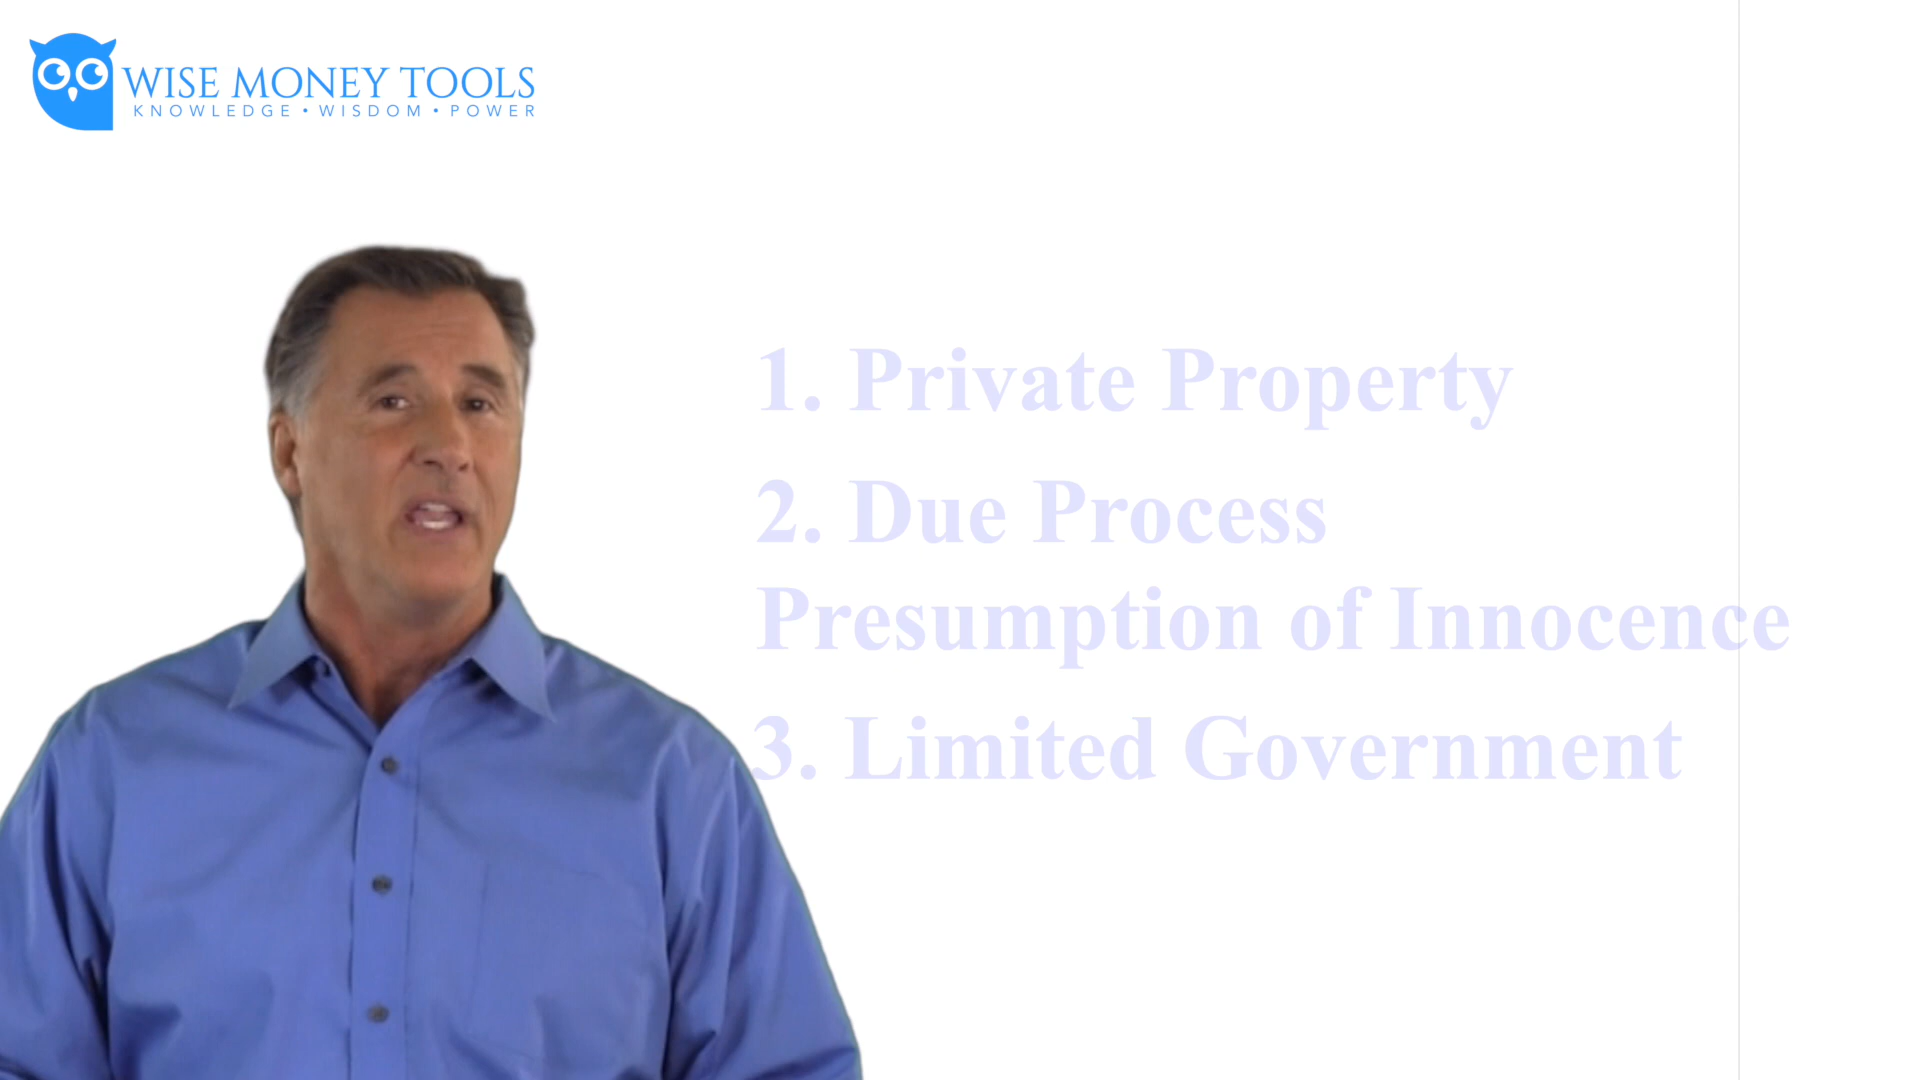 WISE MONEY TOOLS
KNOWLEDGE • WISDOM • POWER
1. Private Property
2. Due Process
Presumption of Innocence
3. Limited Government